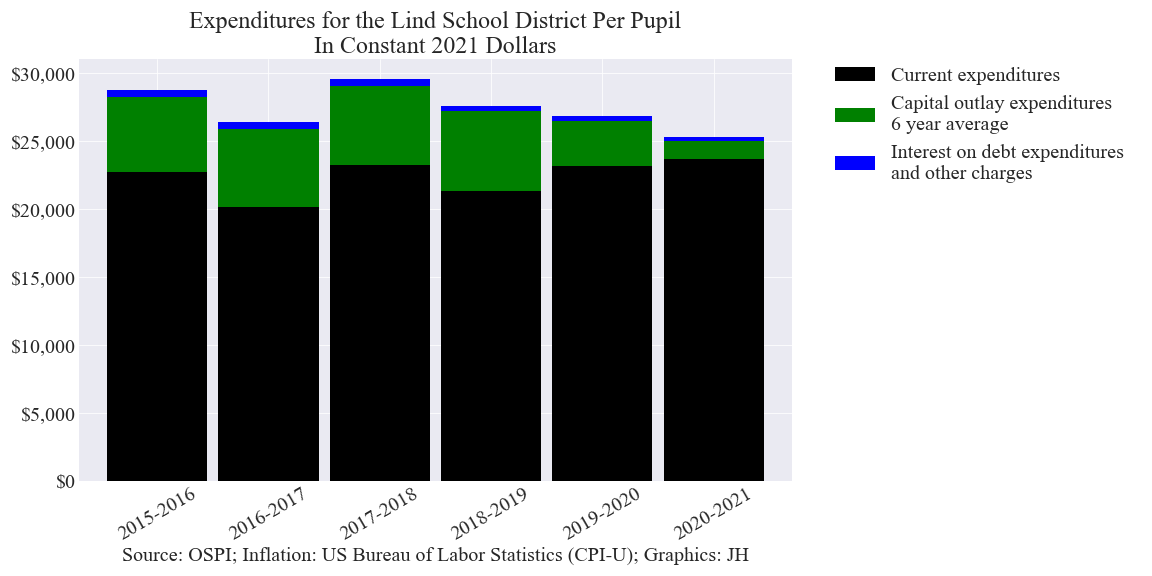 Expenditures for the Lind School District Per Pupil
In Constant 2021 Dollars
$30,000
$25,000
$20,000
$15,000
$10,000
$5,000
$0
2015-2016
2016-2017
2017-2018
2018-2019
2019-2020
2020-2021
Source: OSPI; Inflation: US Bureau of Labor Statistics (CPI-U); Graphics: JH
Current expenditures
Capital outlay expenditures
6 year average
Interest on debt expenditures
and other charges